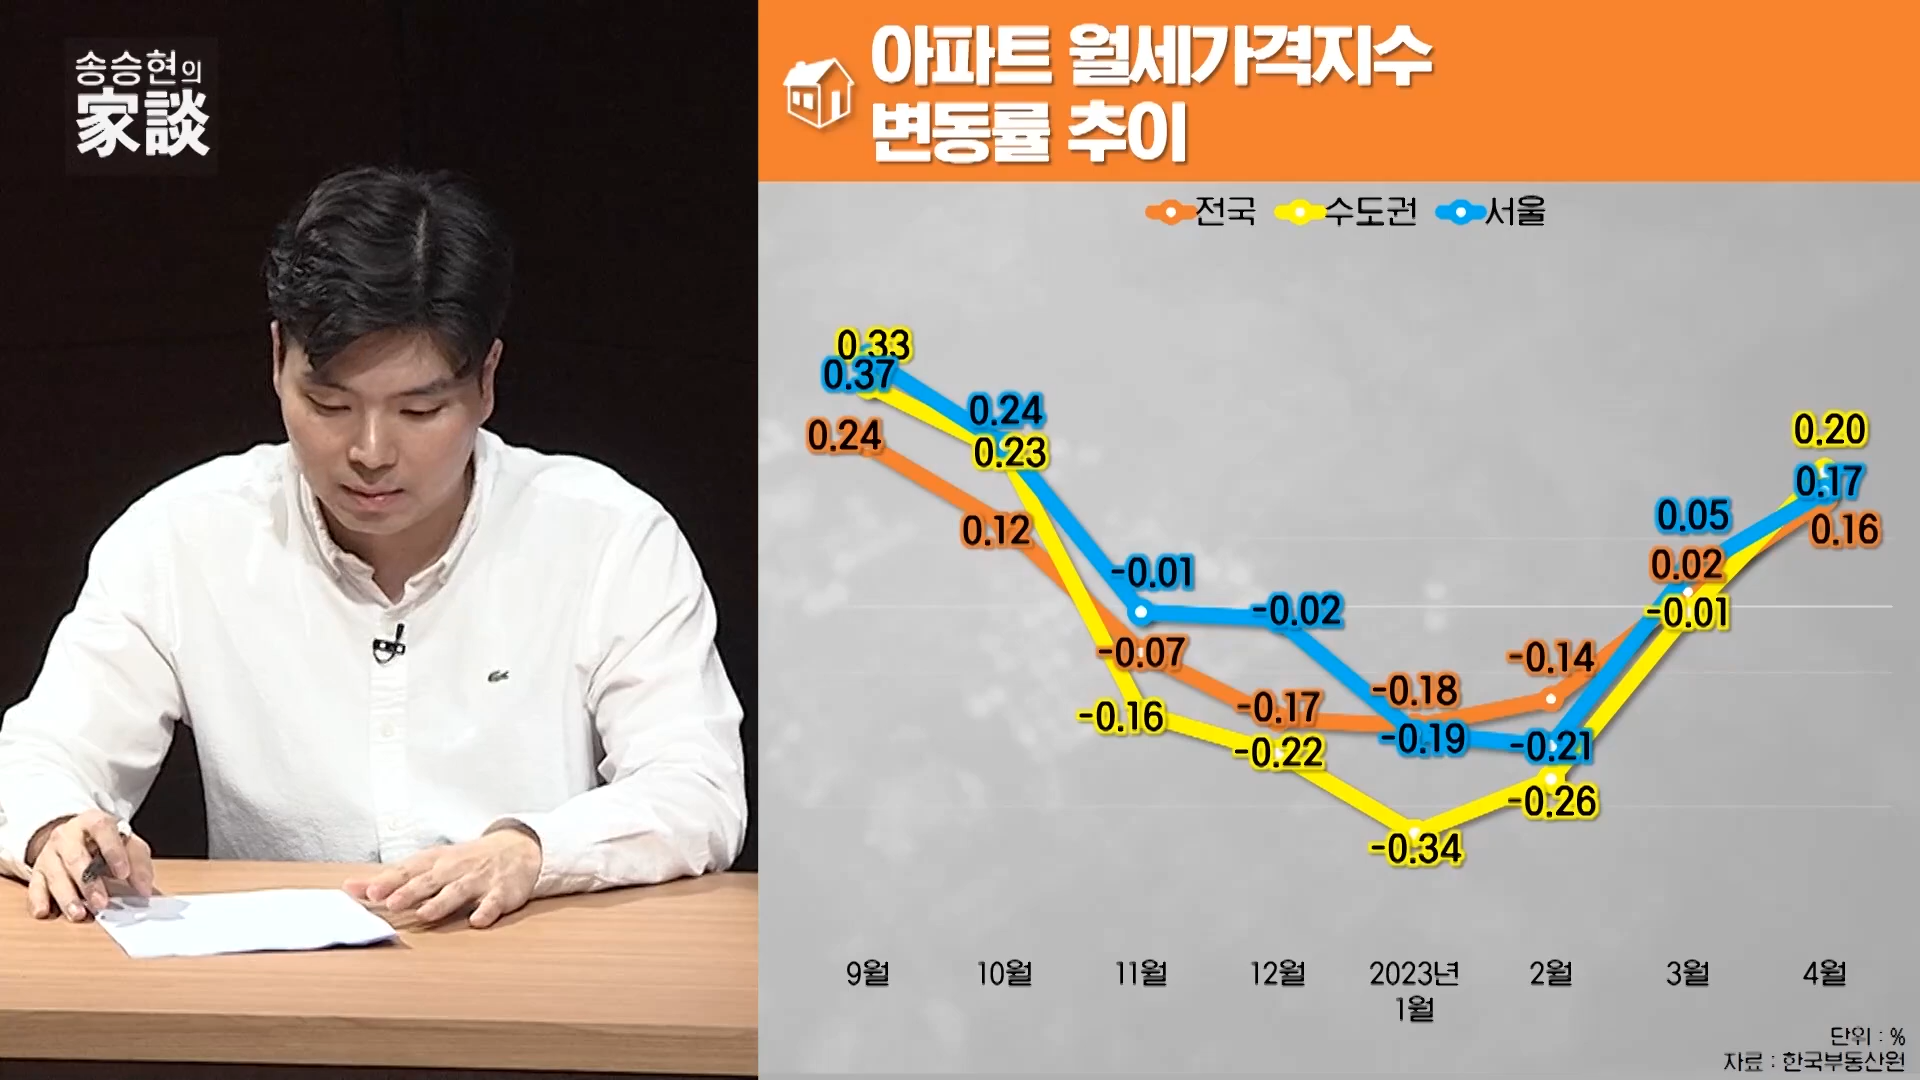 송승현의
家談
아파트 월세가격지수
변동률 추이
전국 수도권 서울
0.33
0.37
0.24
0.24
0.23
0.12
-0.01
-0.07
-0.16
-0.02
-0.17
-0.22
-0.18
-0.19
-0.34
-0.14
-0.21
-0.26
0.05
0.02
-0.01
0.20
0.17
0.16
9월 10월 11월 12월 2023년 2월 3월 4월
1월
단위 : %
자료 : 한국부동산원